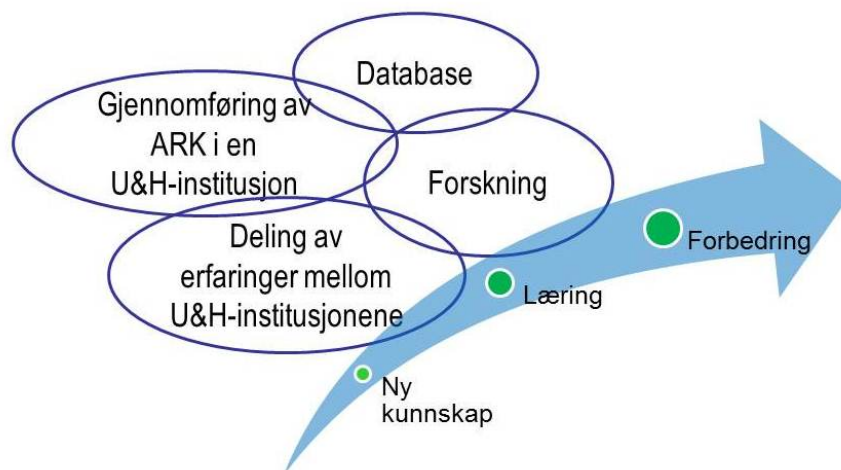 Database
Gjennomføring av
ARK i en
U&H-institusjon
Forskning
Deling av
erfaringer mellom
U&H-institusjonene
Forbedring
Læring
Ny
kunnskap